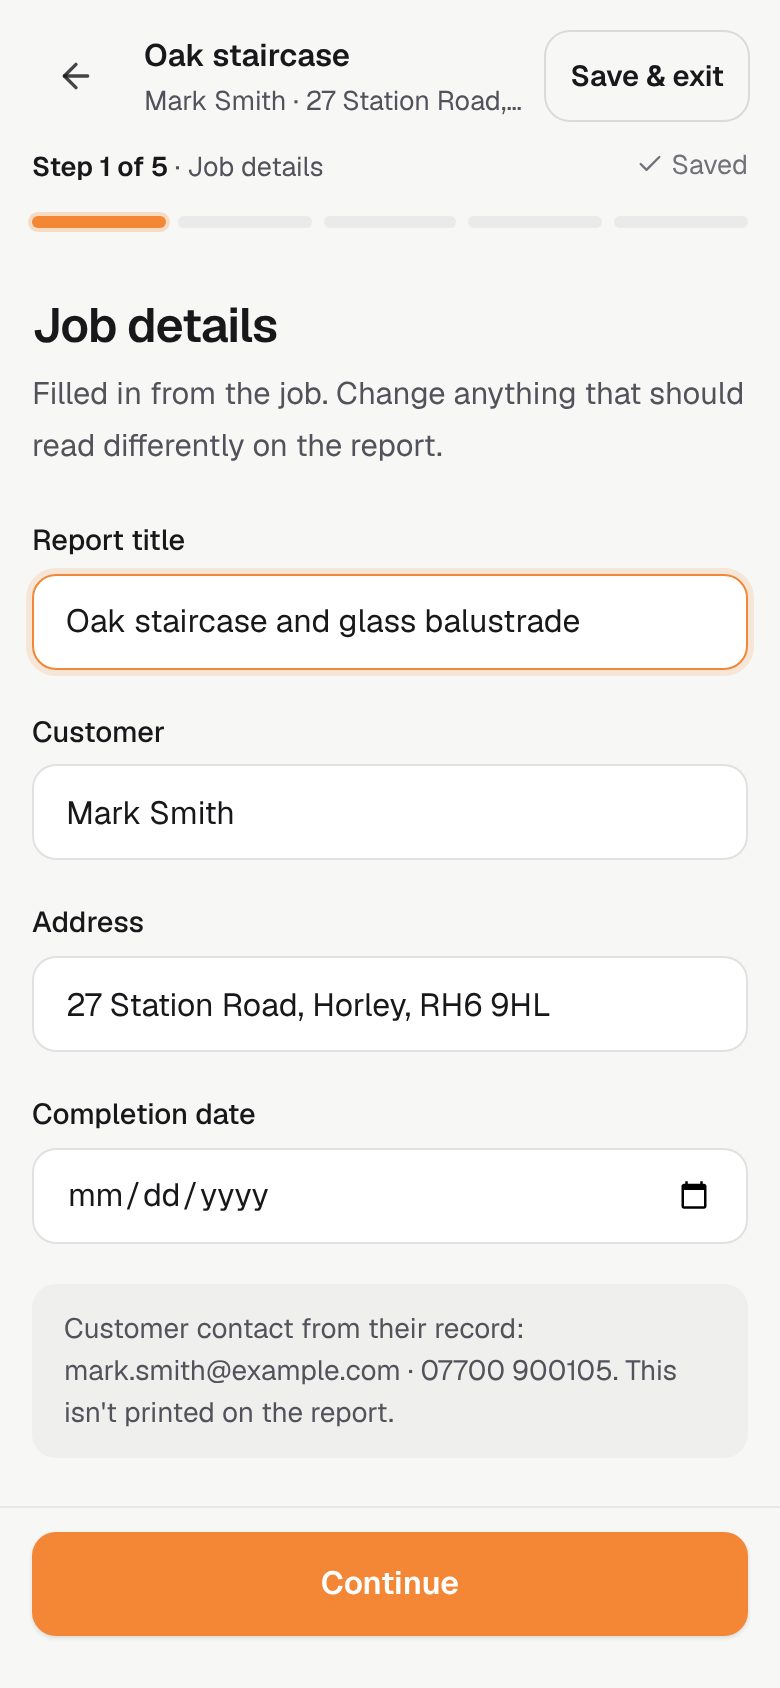 Oak staircase
Mark Smith · 27 Station Road,...
Save & exit
Step 1 of 5 · Job details
Saved
Job details
Filled in from the job. Change anything that should
read differently on the report.
Report title
Oak staircase and glass balustrade
Customer
Mark Smith
Address
27 Station Road, Horley, RH6 9HL
Completion date
mm/dd/yyyy
Customer contact from their record:
mark.smith@example.com · 07700 900105. This
isn't printed on the report.
Continue